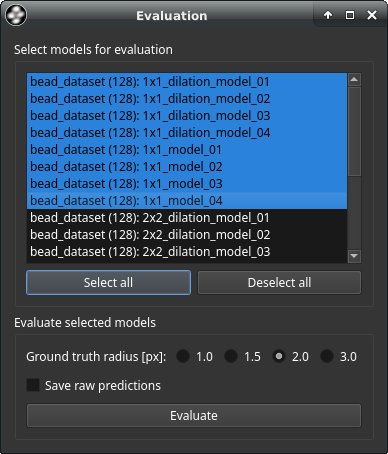 Evaluation
Select models for evaluation
bead_dataset (128): 1x1_dilation_model_01
bead_dataset (128): 1x1_dilation_model_02
bead_dataset (128): 1x1_dilation_model_03
bead_dataset (128): 1x1_dilation_model_04
bead_dataset (128): 1x1_model_01
bead_dataset (128): 1x1_model_02
bead_dataset (128): 1x1_model_03
bead_dataset (128): 1x1_model_04
bead_dataset (128): 2x2_dilation_model_01
bead_dataset (128): 2x2_dilation_model_02
bead_dataset (128): 2x2_dilation_model_03
Select all Deselect all
Evaluate selected models
Ground truth radius [px]: 1.0 1.5 2.0 3.0
Save raw predictions
Evaluate